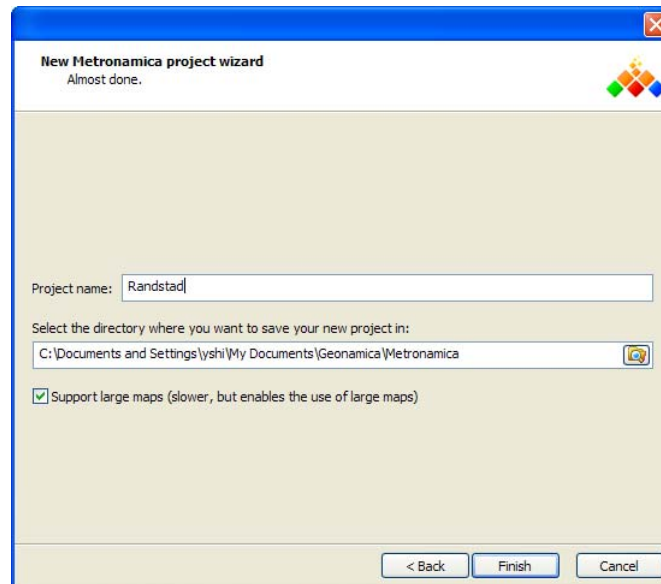 New Metronamica project wizard
Almost done.
Project name: Randstad
Select the directory where you want to save your new project in:
C:\Documents and Settings\yshi\My Documents\Geonamica\Metronamica
Support large maps (slower, but enables the use of large maps)
< Back Finish Cancel